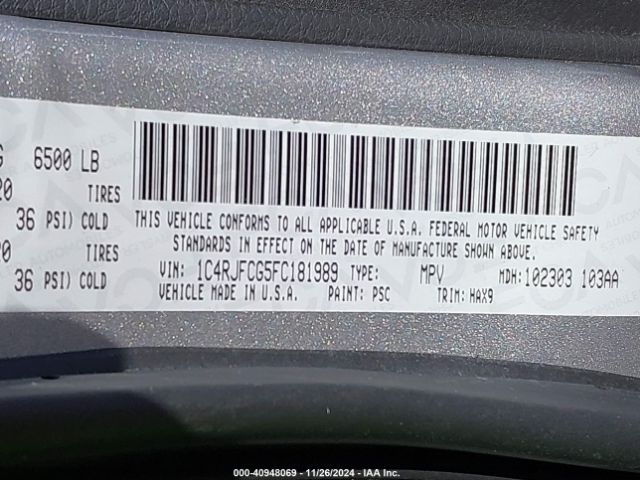 G 6500 LB
20 TIRES
36 PSI) COLD
20 TIRES
36 PSI) COLD
THIS VEHICLE CONFORMS TO ALL APPLICABLE U.S.A. FEDERAL MOTOR VEHICLE SAFETY
STANDARDS IN EFFECT ON THE DATE OF MANUFACTURE SHOWN ABOVE.
VIN: 1C4RJFCG5FC181989 TYPE: MPV MDH:102303 103AA
VEHICLE MADE IN U.S.A. PAINT: PSC TRIM: HAX9
000-40948069 - 11/26/2024 - IAA Inc.